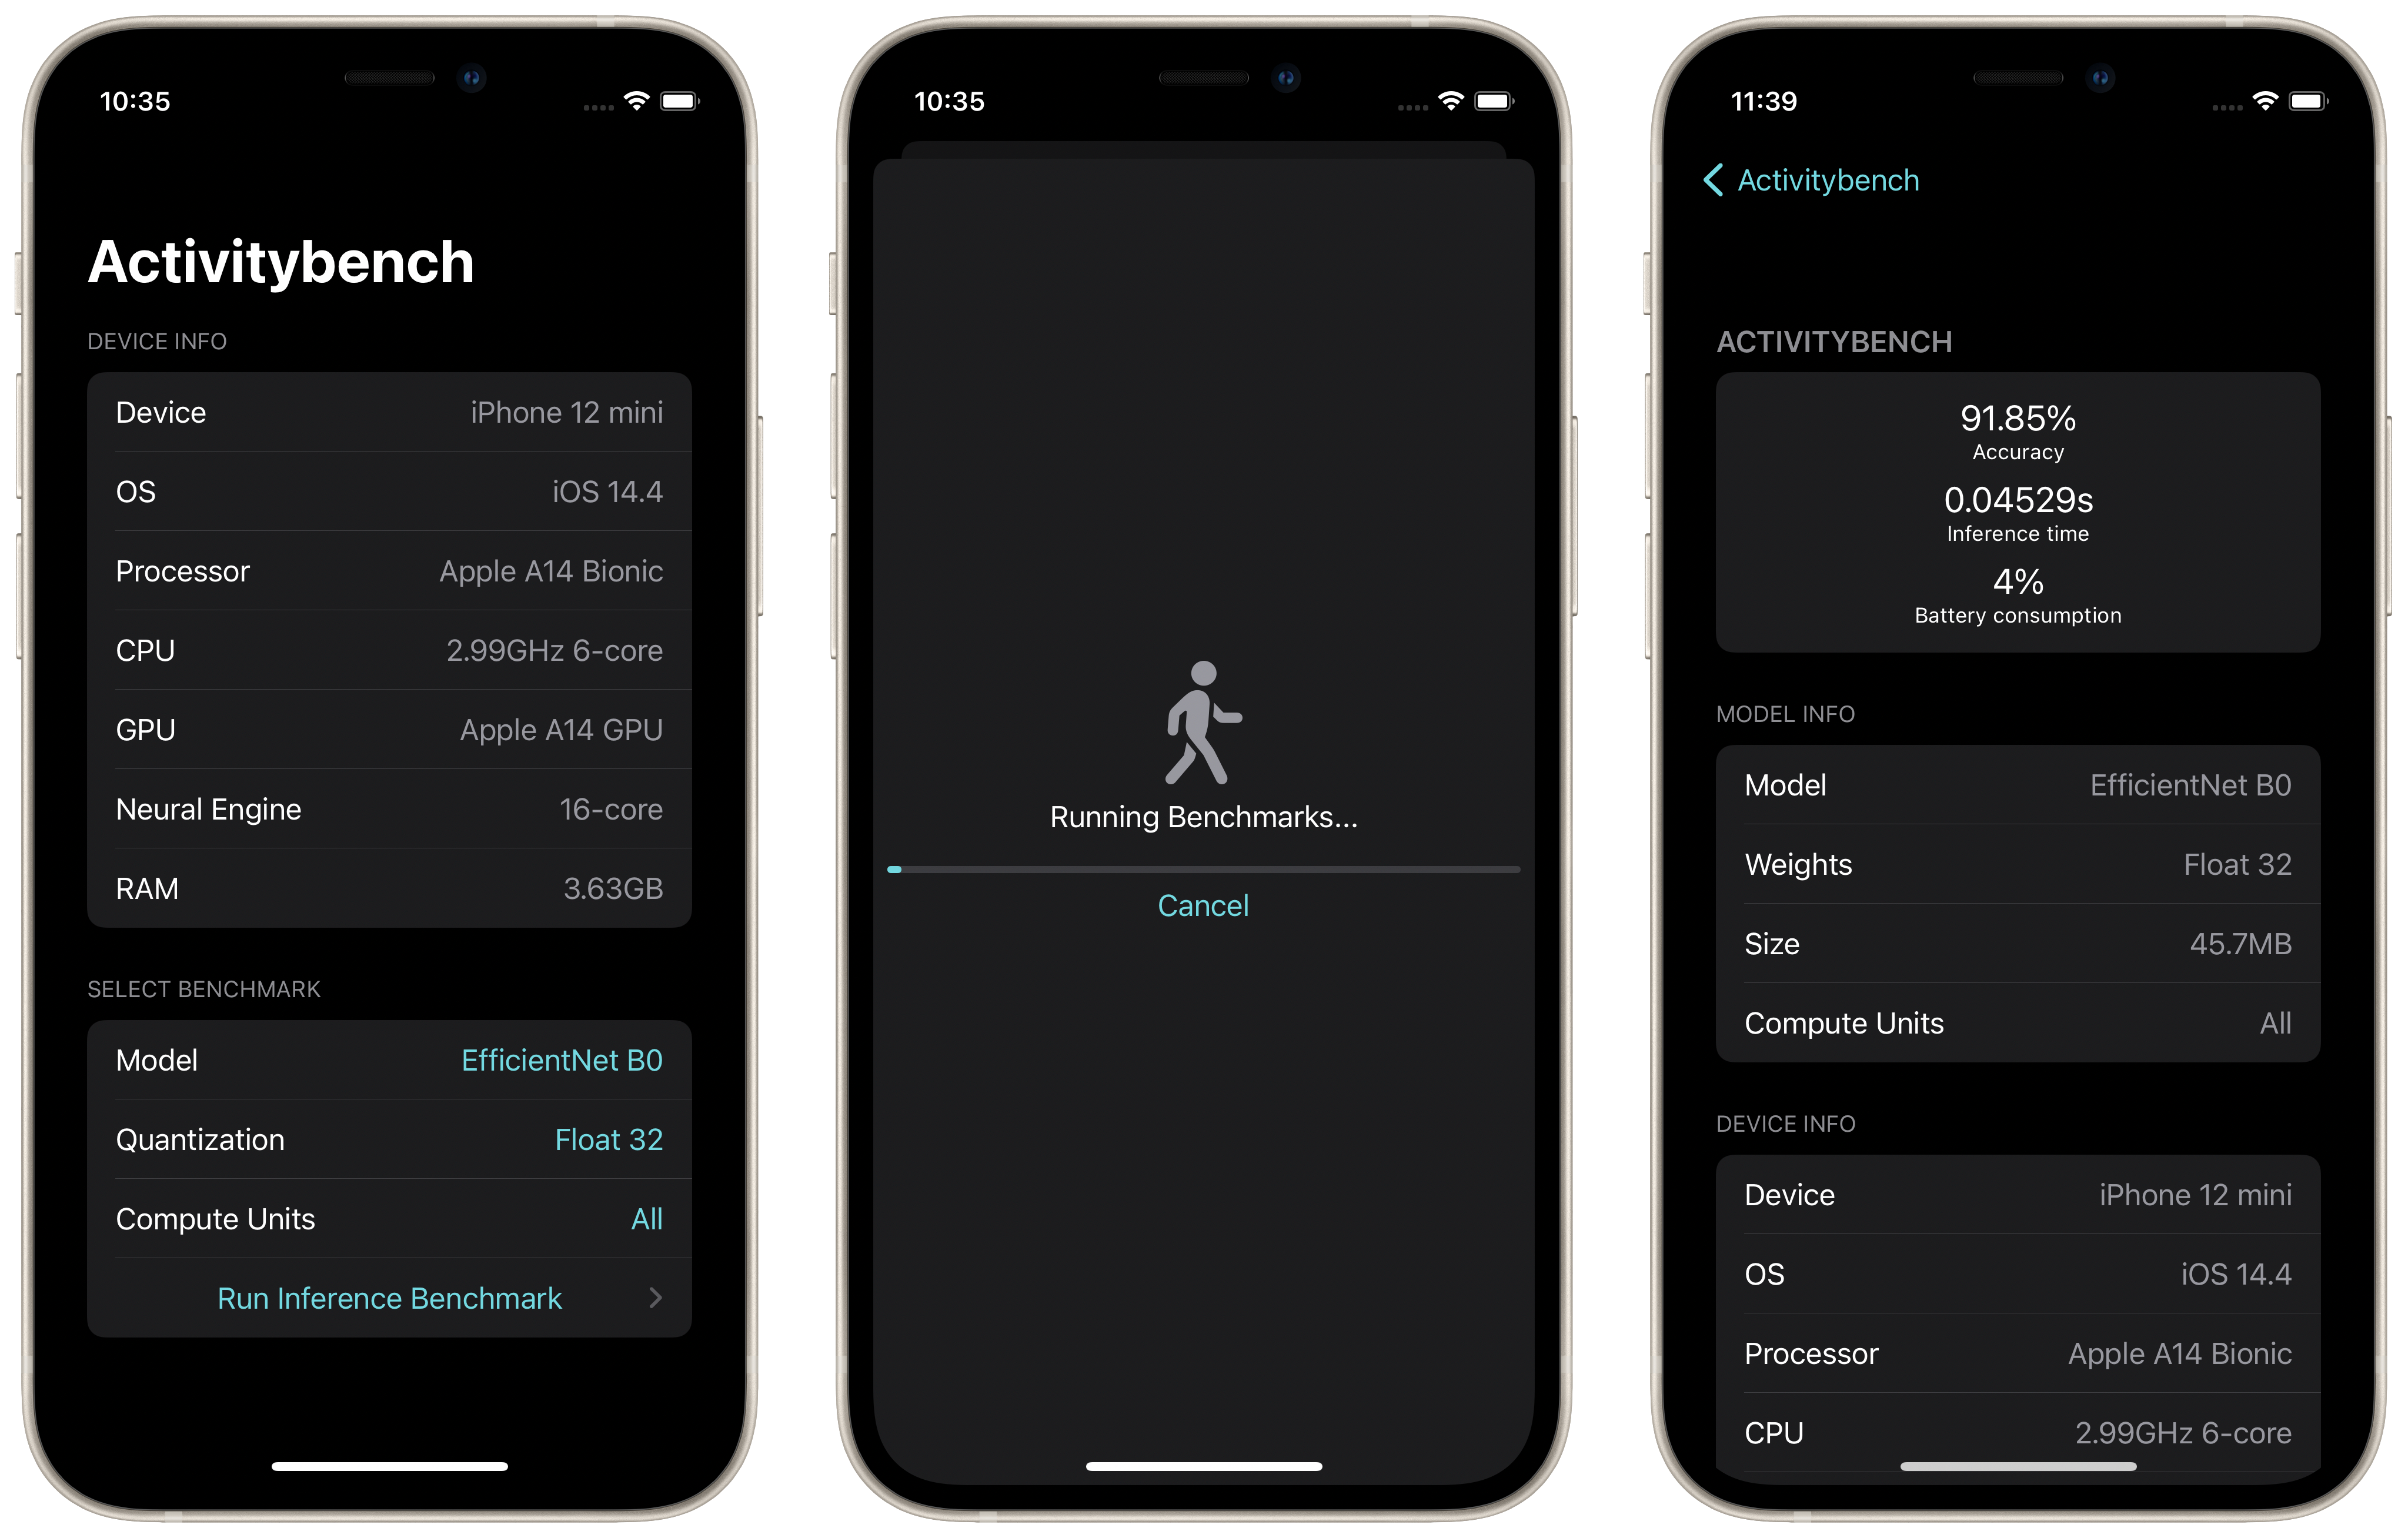 10:35
Activitybench
DEVICE INFO
Device iPhone 12 mini
OS iOS 14.4
Processor Apple A14 Bionic
CPU 2.99GHz 6-core
GPU Apple A14 GPU
Neural Engine 16-core
RAM 3.63GB
SELECT BENCHMARK
Model EfficientNet B0
Quantization Float 32
Compute Units All
Run Inference Benchmark
10:35
Running Benchmarks...
Cancel
11:39
Activitybench
ACTIVITYBENCH
91.85%
Accuracy
0.04529s
Inference time
4%
Battery consumption
MODEL INFO
Model EfficientNet B0
Weights Float 32
Size 45.7MB
Compute Units All
DEVICE INFO
Device iPhone 12 mini
OS iOS 14.4
Processor Apple A14 Bionic
CPU 2.99GHz 6-core